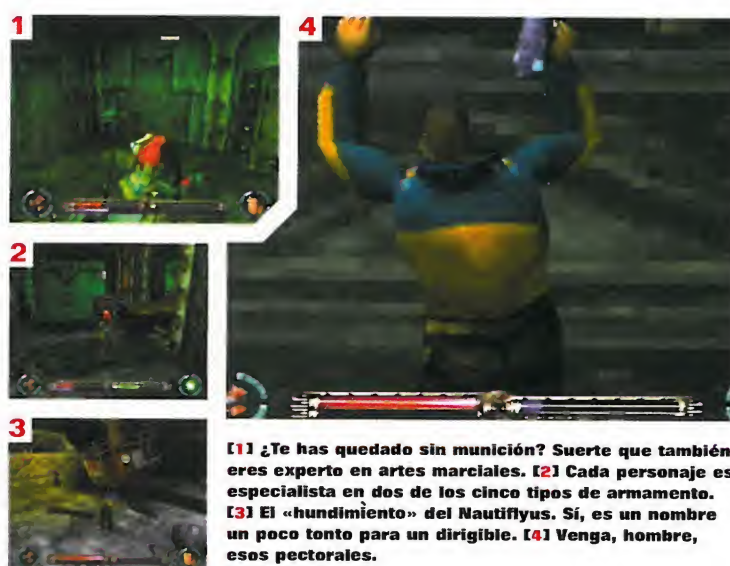 1
4
2
3
[1] ¿Te has quedado sin munición? Suerte que también
eres experto en artes marciales. [2] Cada personaje es
especialista en dos de los cinco tipos de armamento.
[3] El «hundimiento» del Nautiflyus. Sí, es un nombre
un poco tonto para un dirigible. [4] Venga, hombre,
esos pectorales.